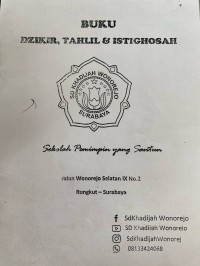 BUKU
DZIKIR, TAHLIL & ISTIGHOSAH
SD KHADIJAH WONOREJO
SURABAYA
Sekolah Pemimpin yang Santun
Jalan Wonorejo Selatan IX No.2
Rungkut – Surabaya
SdKhadijah Wonorejo
SD Khadijah Wonorejo
SdKhadijahWonorej